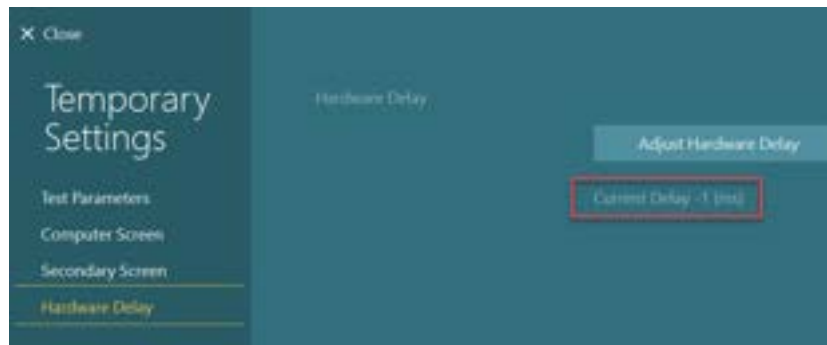 X Close
Temporary
Settings
Test Parameters
Computer Screen
Secondary Screen
Hardware Delay
Hardware Delay
Adjust Hardware Delay
Current Delay -1 (ms)